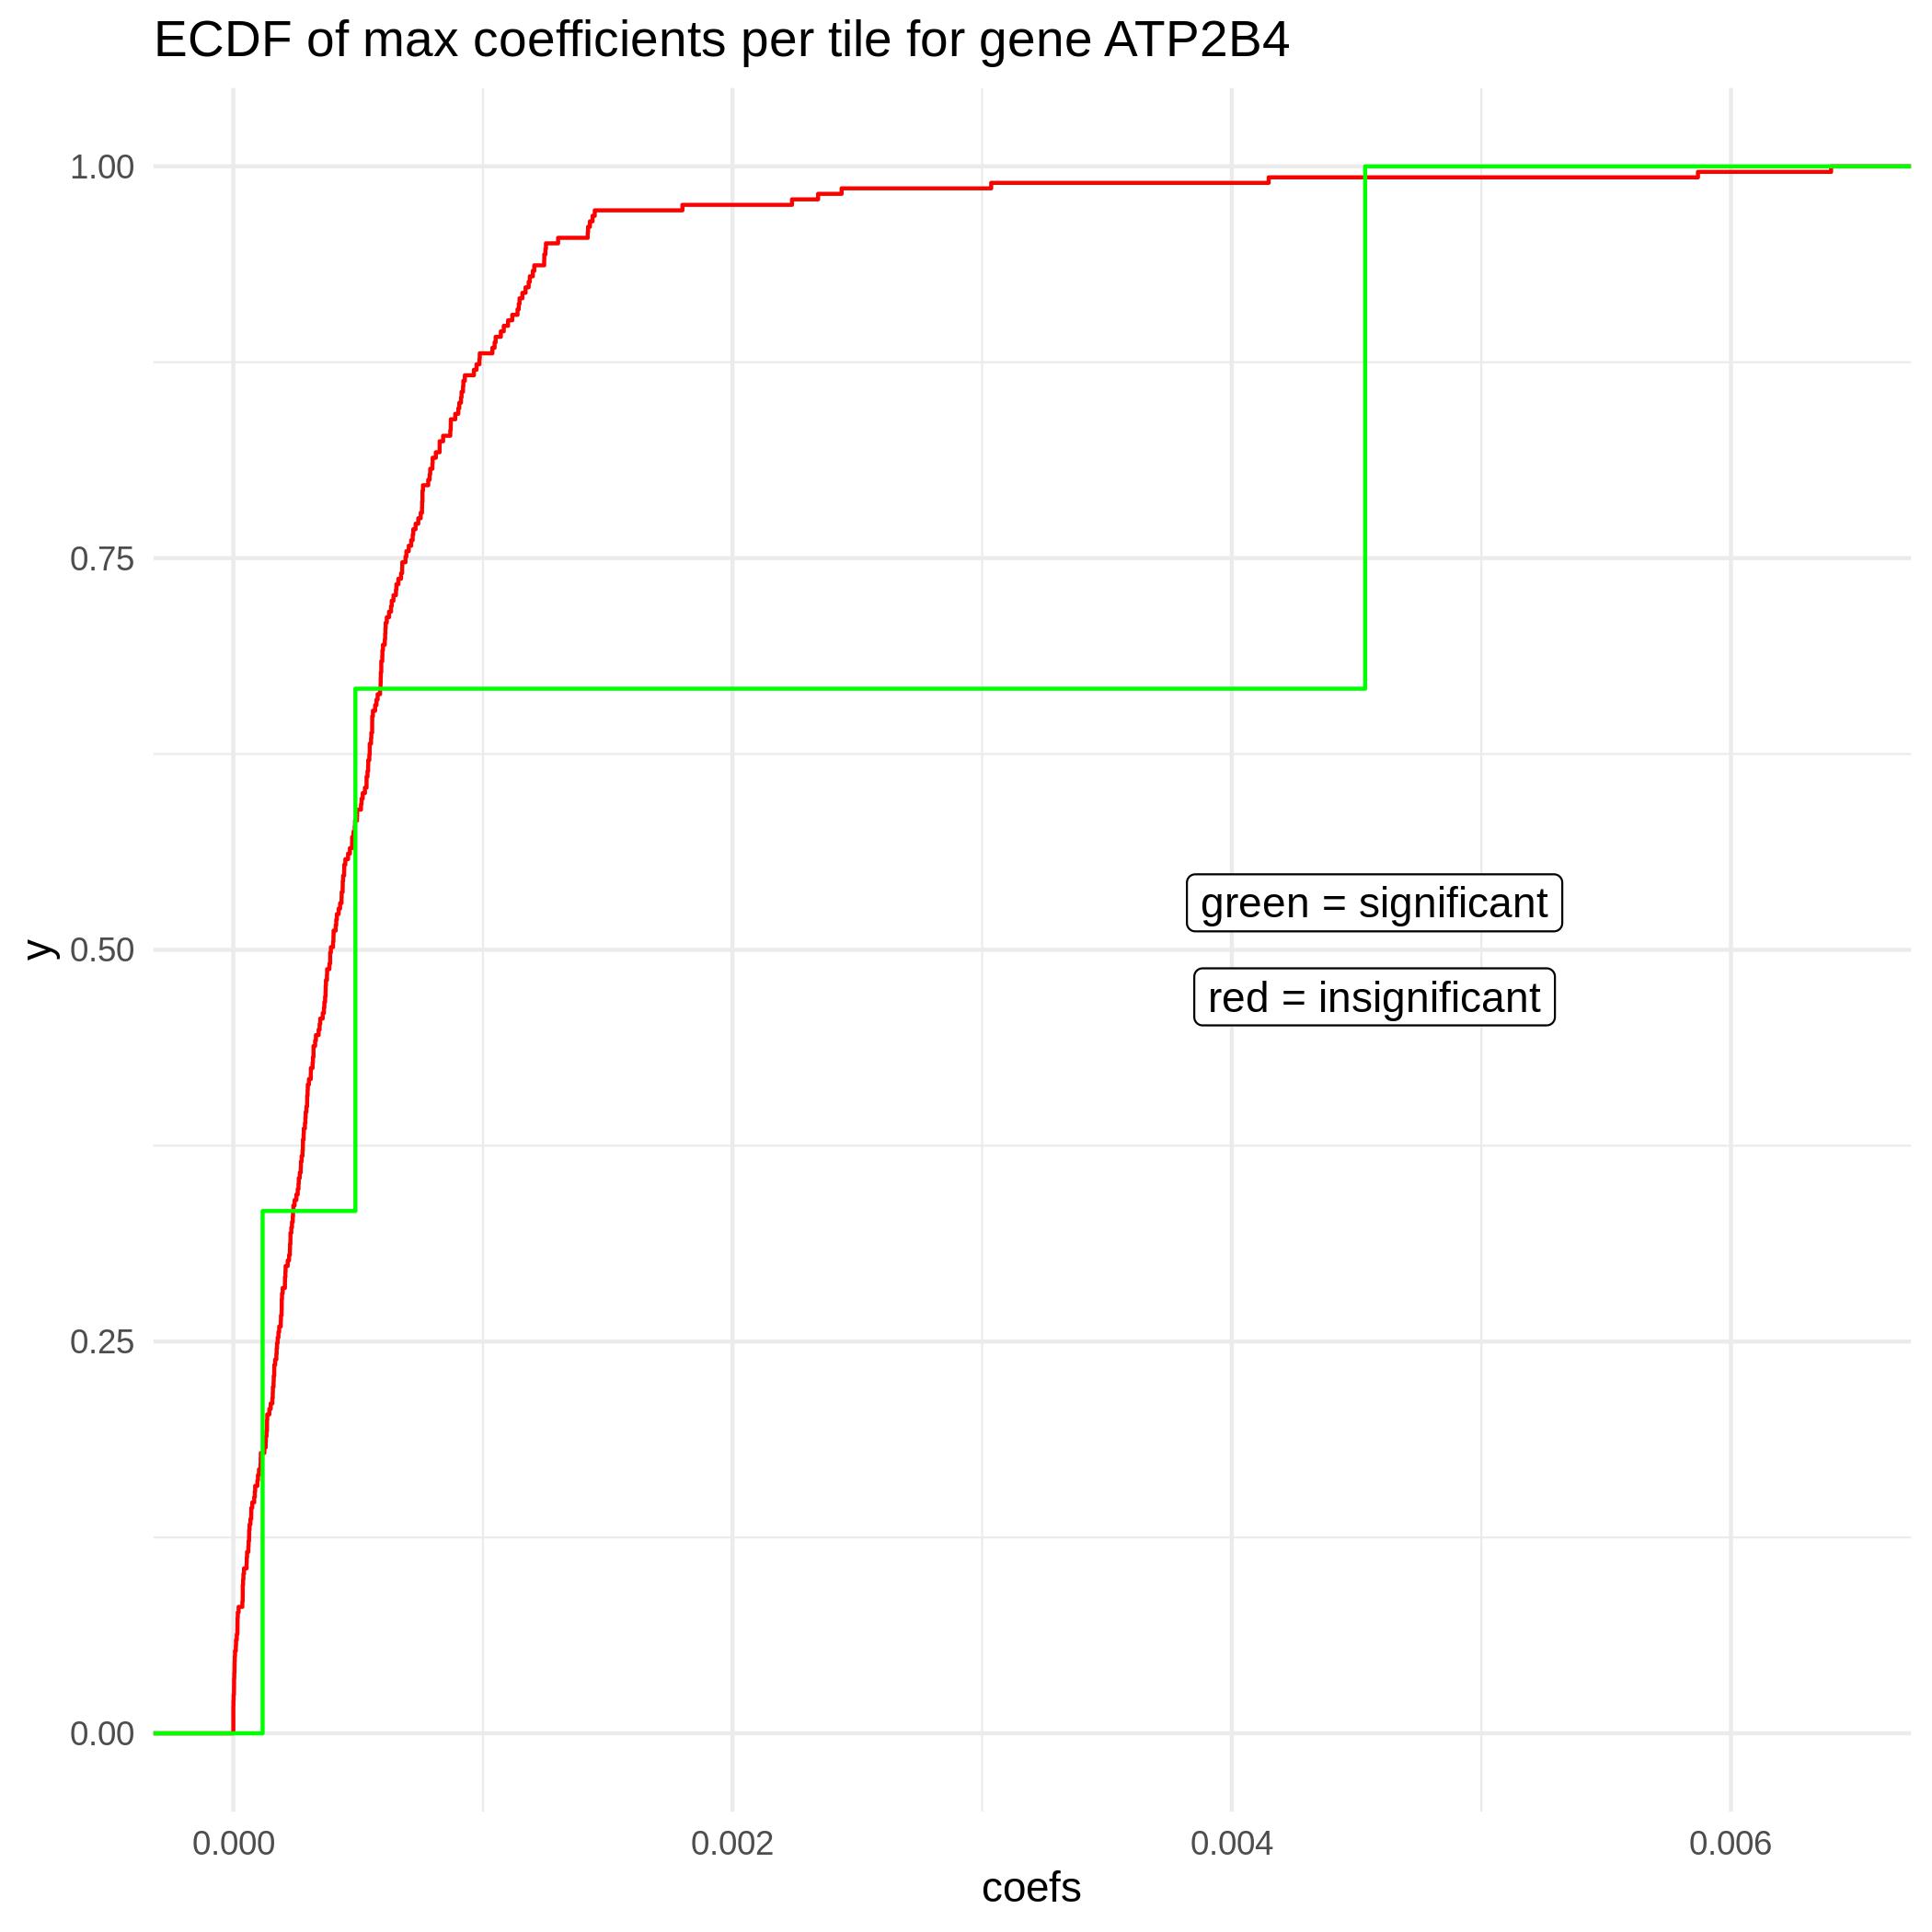 ECDF of max coefficients per tile for gene ATP2B4
1.00
0.75
0.50
0.25
0.00
y
green = significant
red = insignificant
0.000 0.002 0.004 0.006
coefs